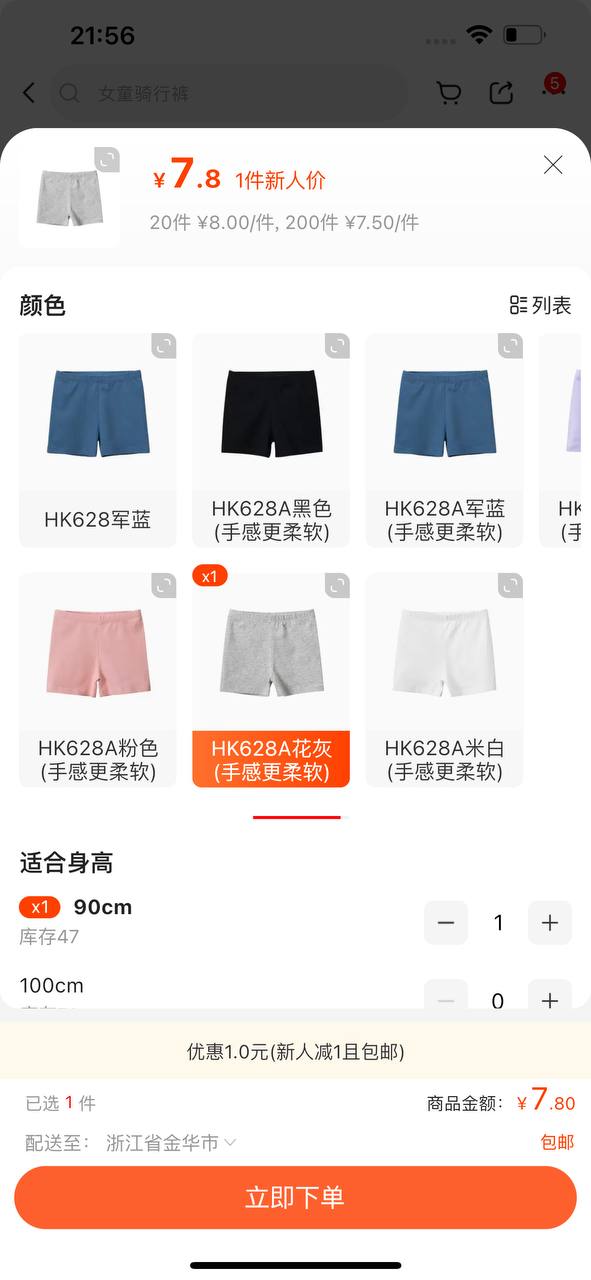 21:56
女童骑行裤
5
¥7.8 1件新人价
20件 ¥8.00/件, 200件 ¥7.50/件
颜色
列表
HK628军蓝
HK628A黑色
(手感更柔软)
HK628A军蓝
(手感更柔软)
x1
HK628A粉色
(手感更柔软)
HK628A花灰
(手感更柔软)
HK628A米白
(手感更柔软)
适合身高
x1 90cm
库存47
1
100cm
0
优惠1.0元(新人减1且包邮)
已选 1 件
商品金额: ¥7.80
配送至: 浙江省金华市
包邮
立即下单